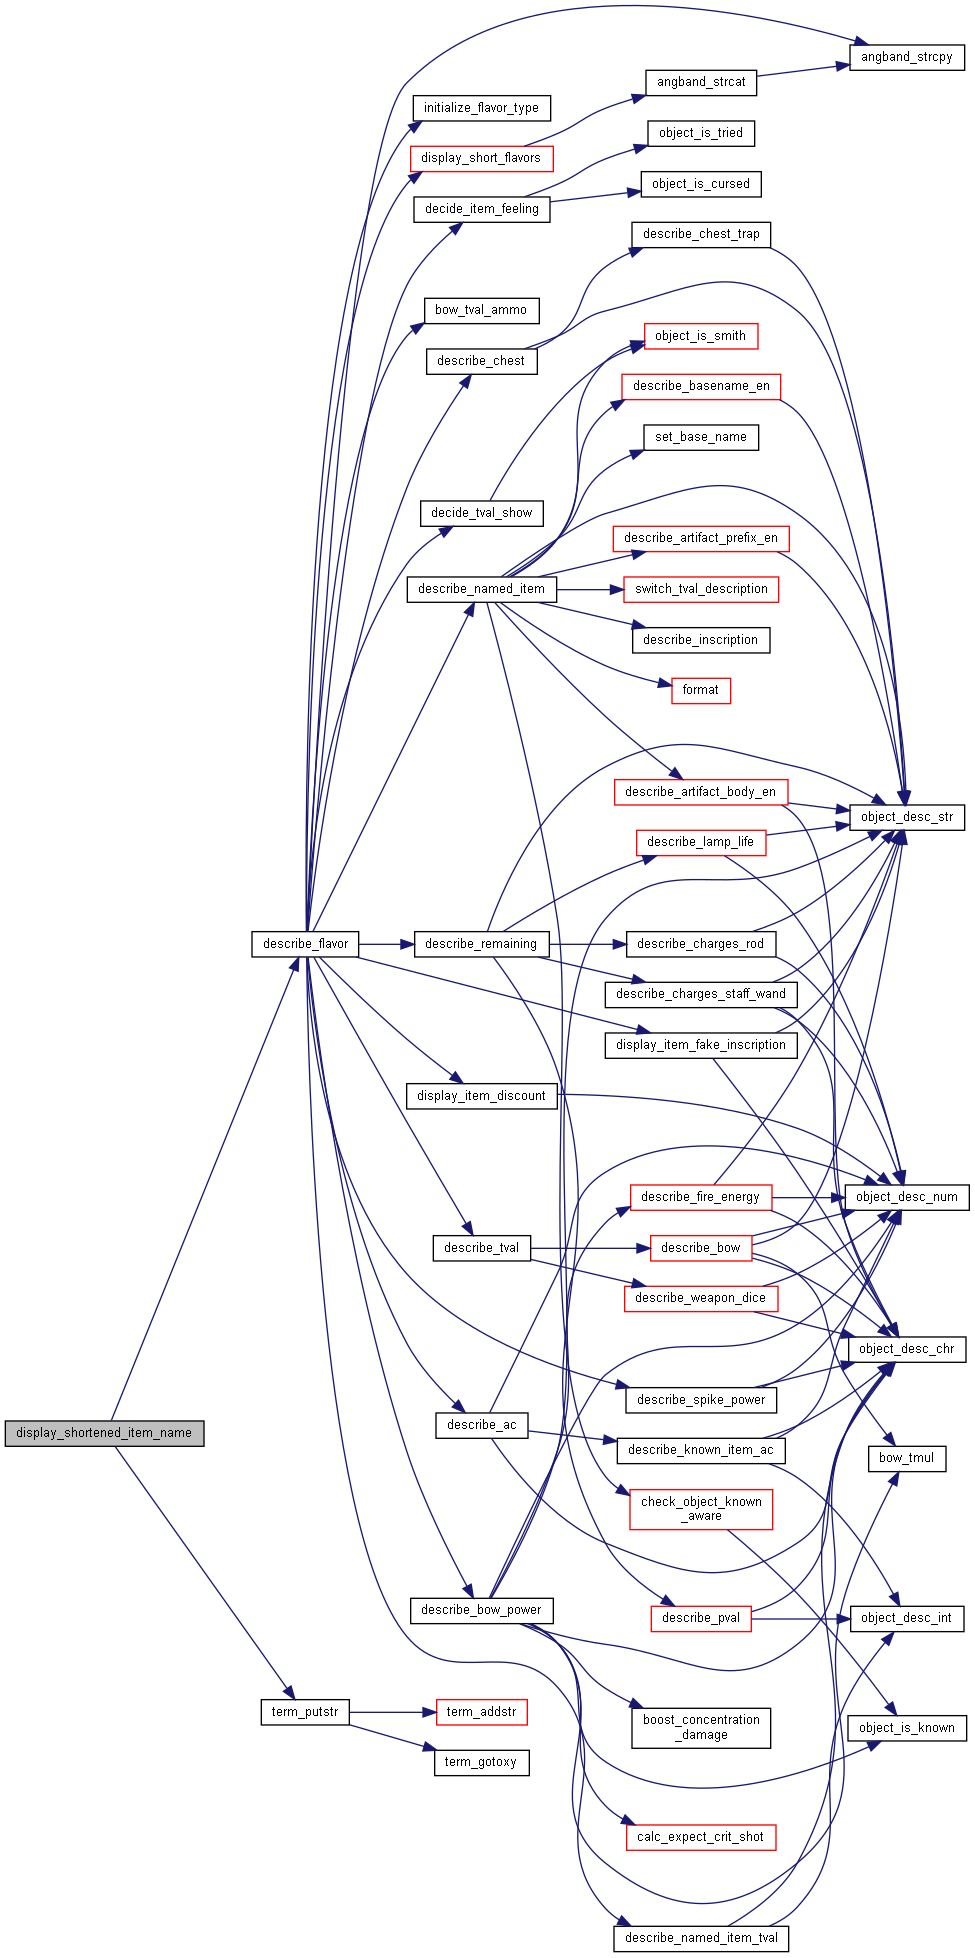 angband_strcpy
angband_strcat
initialize_flavor_type
object_is_tried
display_short_flavors
object_is_cursed
decide_item_feeling
describe_chest_trap
bow_tval_ammo
object_is_smith
describe_chest
describe_basename_en
set_base_name
decide_tval_show
describe_artifact_prefix_en
describe_named_item
switch_tval_description
describe_inscription
format
describe_artifact_body_en
object_desc_str
describe_lamp_life
describe_flavor
describe_remaining
describe_charges_rod
describe_charges_staff_wand
display_item_fake_inscription
display_item_discount
describe_fire_energy
object_desc_num
describe_tval
describe_bow
describe_weapon_dice
object_desc_chr
describe_spike_power
display_shortened_item_name
describe_ac
describe_known_item_ac
bow_tmul
check_object_known
_aware
describe_bow_power
describe_pval
object_desc_int
term_putstr
term_addstr
boost_concentration
_damage
object_is_known
term_gotoxy
calc_expect_crit_shot
describe_named_item_tval